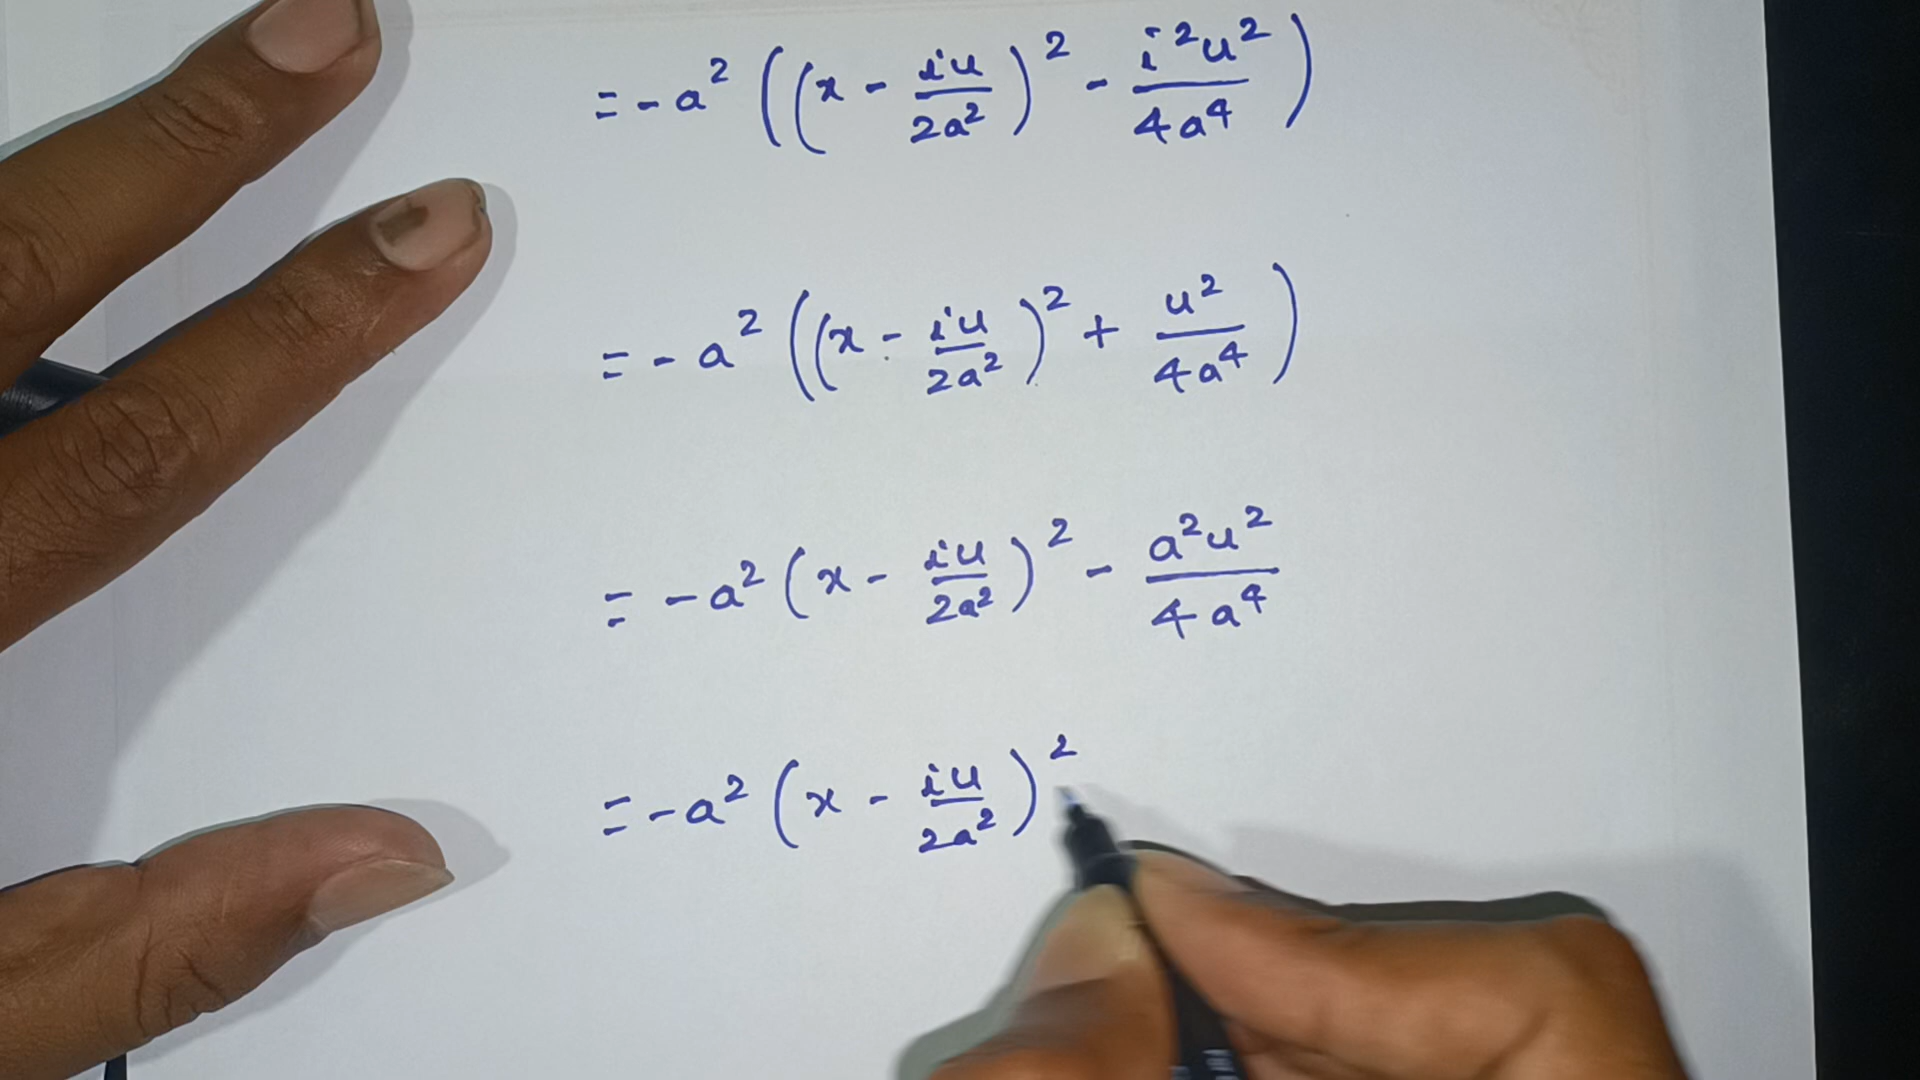 = -a² ((x - iu/2a²)² - i²u²/4a⁴)
= -a² ((x - iu/2a²)² + u²/4a⁴)
= -a² (x - iu/2a²)² - a²u²/4a⁴
= -a² (x - iu/2a²)²